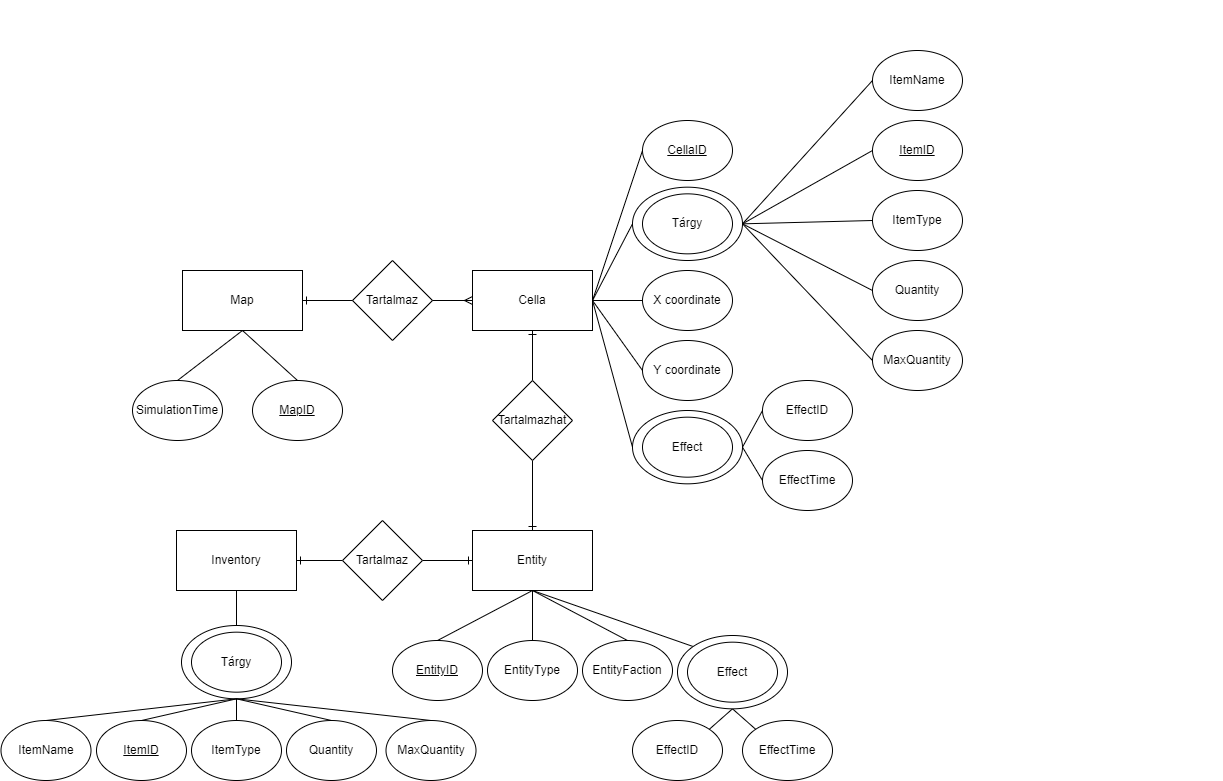 ItemName
CellaID
ItemID
Tárgy
ItemType
Map
Tartalmaz
Cella
X coordinate
Quantity
Y coordinate
MaxQuantity
SimulationTime
MapID
Tartalmazhat
Effect
EffectID
EffectTime
Inventory
Tartalmaz
Entity
Tárgy
EntityID
EntityType
EntityFaction
Effect
ItemName
ItemID
ItemType
Quantity
MaxQuantity
EffectID
EffectTime